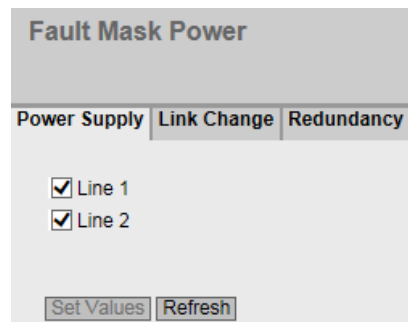 Fault Mask Power
Power Supply Link Change Redundancy
Line 1
Line 2
Set Values Refresh